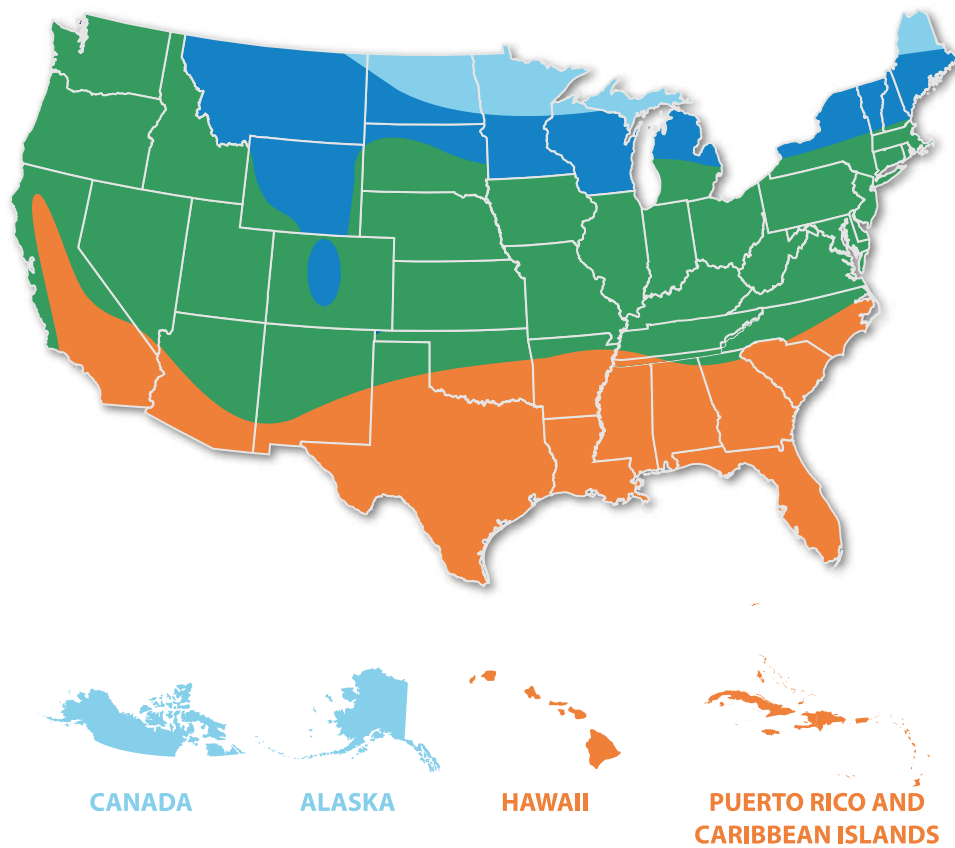 CANADA
ALASKA
HAWAII
PUERTO RICO AND
CARIBBEAN ISLANDS